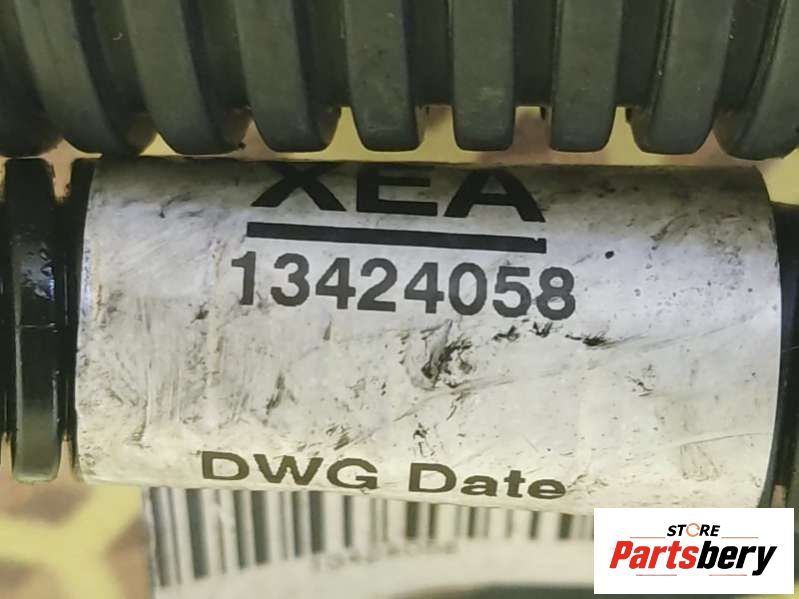 XEA
13424058
DWG Date
STORE
Partsbery